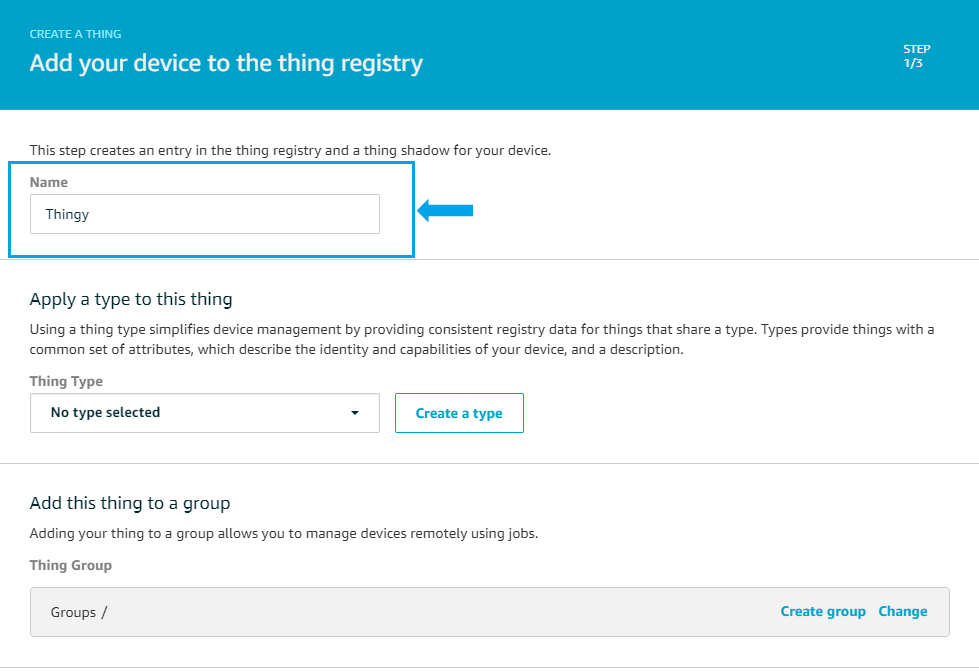 CREATE A THING
Add your device to the thing registry
STEP
1/3
This step creates an entry in the thing registry and a thing shadow for your device.
Name
Thingy
Apply a type to this thing
Using a thing type simplifies device management by providing consistent registry data for things that share a type. Types provide things with a
common set of attributes, which describe the identity and capabilities of your device, and a description.
Thing Type
No type selected
Create a type
Add this thing to a group
Adding your thing to a group allows you to manage devices remotely using jobs.
Thing Group
Groups /
Create group Change